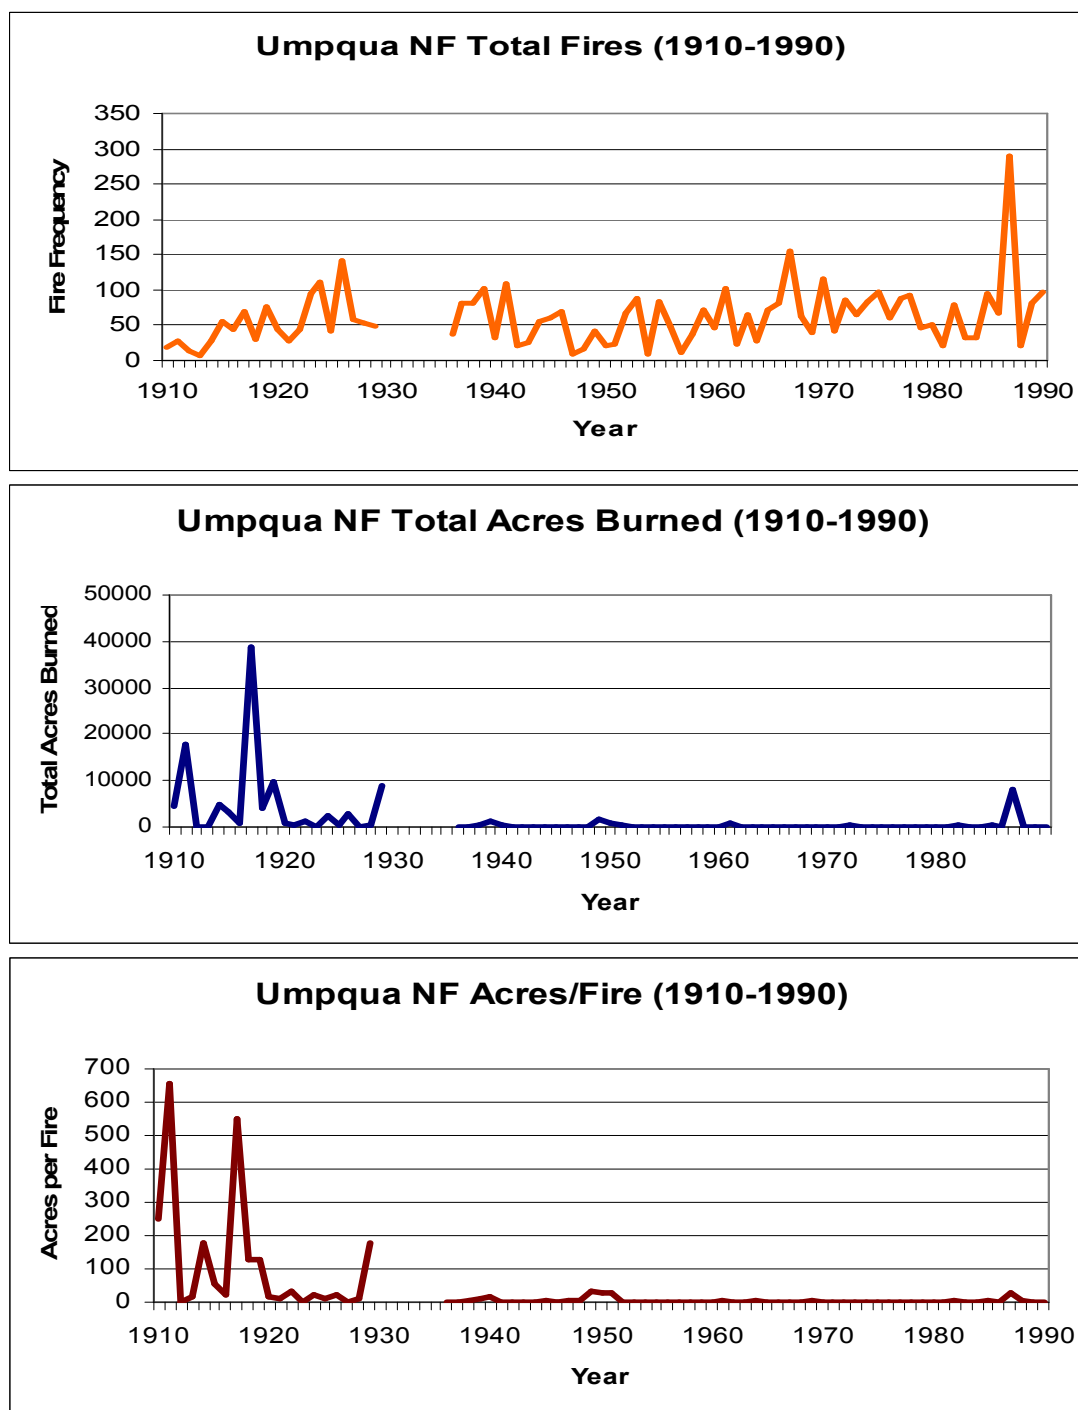 Umpqua NF Total Fires (1910-1990)
350
300
250
200
150
100
50
0
Fire Frequency
1910 1920 1930 1940 1950 1960 1970 1980 1990
Year
Umpqua NF Total Acres Burned (1910-1990)
50000
40000
30000
20000
10000
0
Total Acres Burned
1910 1920 1930 1940 1950 1960 1970 1980
Year
Umpqua NF Acres/Fire (1910-1990)
700
600
500
400
300
200
100
0
Acres per Fire
1910 1920 1930 1940 1950 1960 1970 1980 1990
Year